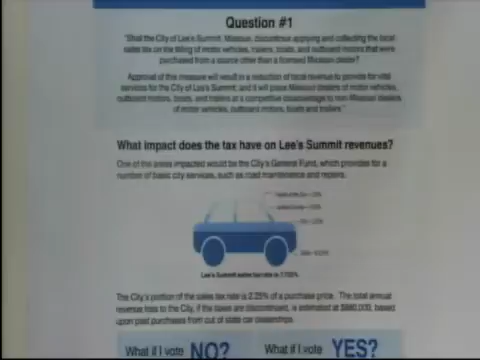 Question #1
"Shall the City of Lee's Summit, Missouri, discontinue applying and collecting the local
sales tax on the titling of motor vehicles, trailers, boats, and outboard motors that were
purchased from a source other than a licensed Missouri dealer?
Approval of this measure will result in a reduction of local revenue to provide for vital
services for the City of Lee's Summit, and it will place Missouri dealers of motor vehicles,
outboard motors, boats, and trailers at a competitive disadvantage to non-Missouri dealers
of motor vehicles, outboard motors, boats and trailers."
What impact does the tax have on Lee's Summit revenues?
One of the areas impacted would be the City's General Fund, which provides for a
number of basic city services, such as road maintenance and repairs.
Lee's Summit sales tax rate is
The City's portion of the sales tax rate is 2.25% of a purchase price. The total annual
revenue loss to the City, if the taxes are discontinued, is estimated at based
upon past purchases from out of state car dealerships.
What if I vote NO?
What if I vote YES?